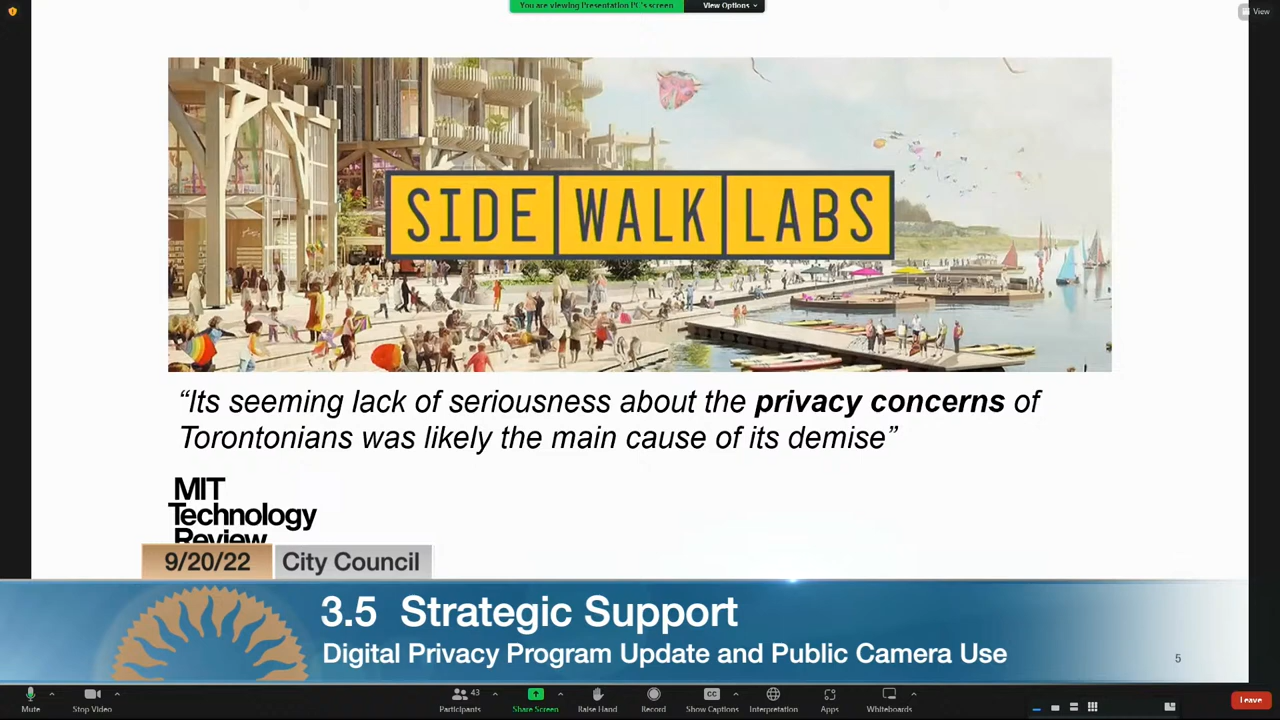 You are viewing Presentation PC's screen View Options
View
SIDE WALK LABS
“Its seeming lack of seriousness about the privacy concerns of
Torontonians was likely the main cause of its demise”
MIT
Technology
Review
9/20/22 City Council
3.5 Strategic Support
Digital Privacy Program Update and Public Camera Use
5
43
Mute Stop Video Participants Share Screen Raise Hand Record CC Show Captions Interpretation Apps Whiteboards Leave